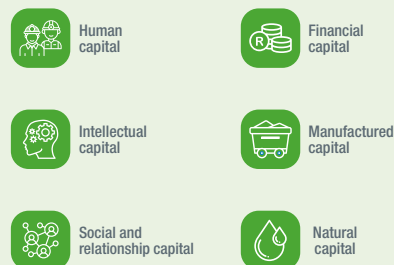 Human
capital
Financial
capital
R
Intellectual
capital
Manufactured
capital
Social and
relationship capital
Natural
capital